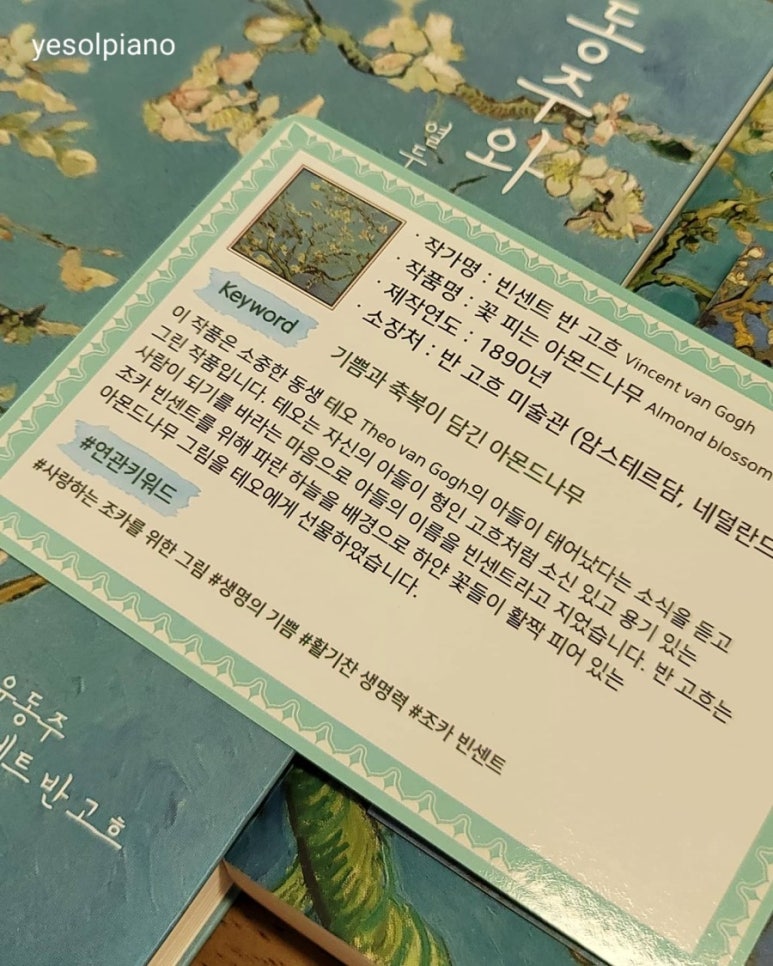 yesolpiano
동주와
열두
· 작가명 : 빈센트 반 고흐 Vincent van Gogh
· 작품명 : 꽃 피는 아몬드나무 Almond blossom
· 제작연도 : 1890년
· 소장처 : 반 고흐 미술관 (암스테르담, 네덜란드
Keyword
기쁨과 축복이 담긴 아몬드나무
이 작품은 소중한 동생 테오 Theo van Gogh의 아들이 태어났다는 소식을 듣고
그린 작품입니다. 테오는 자신의 아들이 형인 고흐처럼 소신 있고 용기 있는
사람이 되기를 바라는 마음으로 아들의 이름을 빈센트라고 지었습니다. 반 고흐는
조카 빈센트를 위해 파란 하늘을 배경으로 하얀 꽃들이 활짝 피어 있는
아몬드나무 그림을 테오에게 선물하였습니다.
#연관키워드
#사랑하는 조카를 위한 그림 #생명의 기쁨 #활기찬 생명력 #조카 빈센트
윤동주
센트 반 고흐